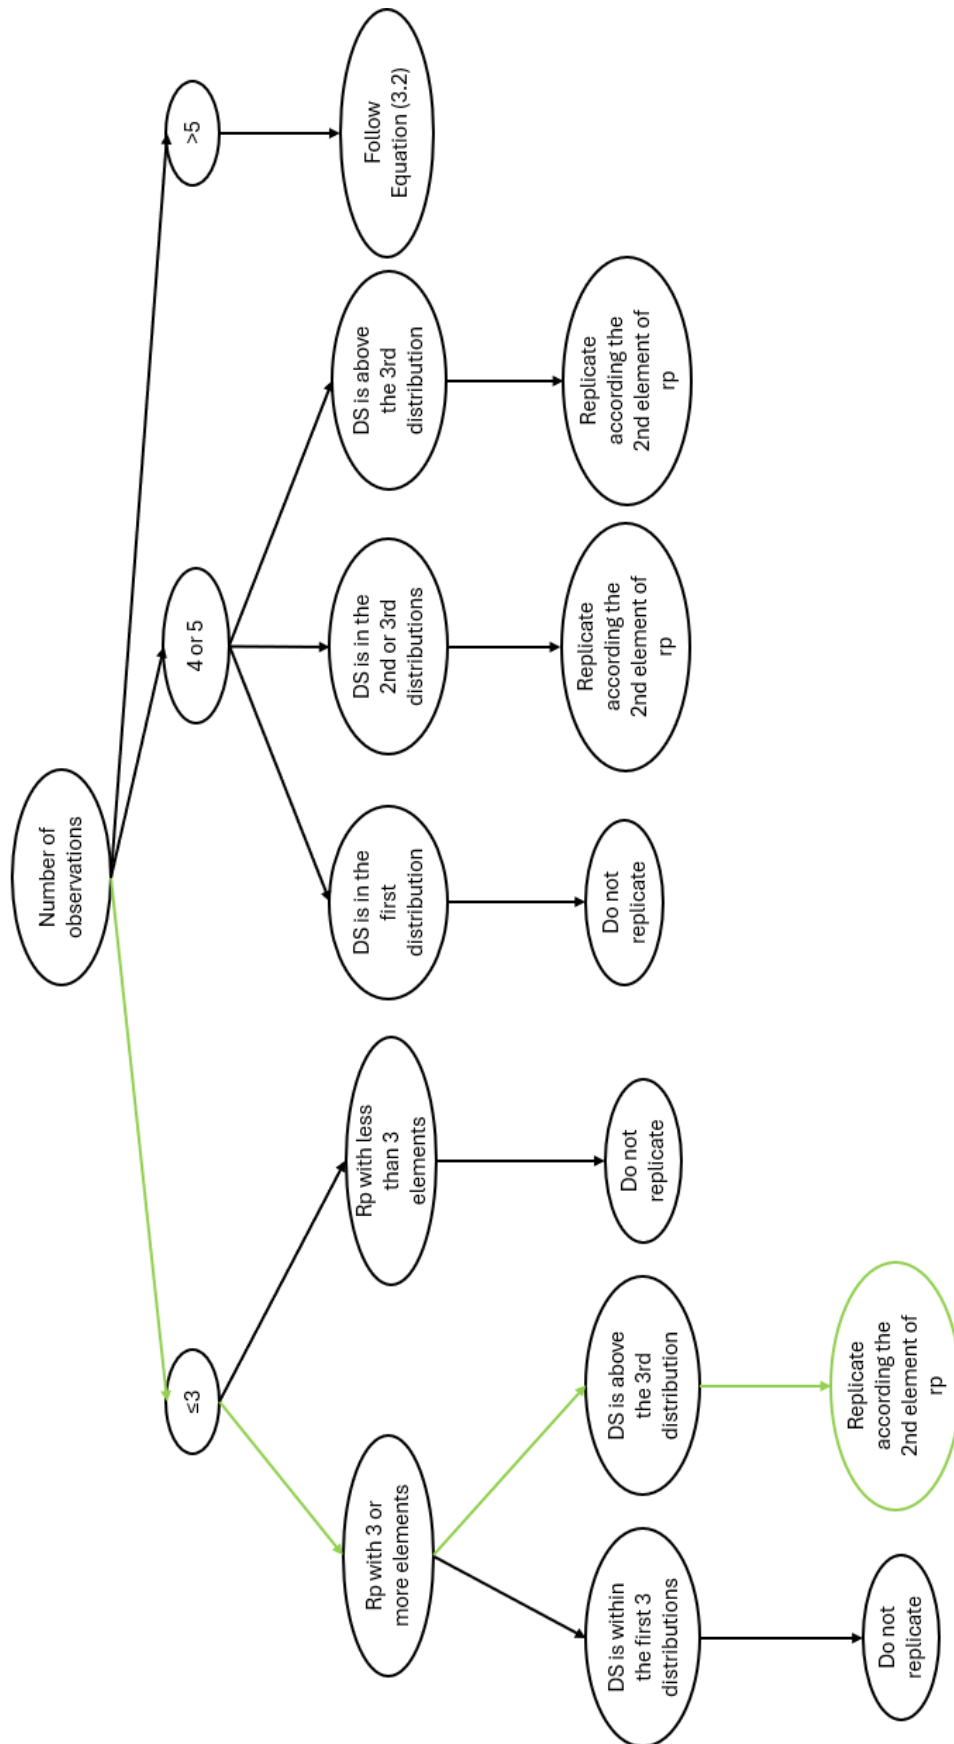 Number of
observations
≤3
4 or 5
>5
Rp with 3 or
more elements
Rp with less
than 3
elements
DS is in the
first
distribution
DS is in the
2nd or 3rd
distributions
DS is above
the 3rd
distribution
Follow
Equation (3.2)
DS is within
the first 3
distributions
DS is above
the 3rd
distribution
Do not
replicate
Do not
replicate
Replicate
according the
2nd element of
rp
Replicate
according the
2nd element of
rp
Do not
replicate
Replicate
according the
2nd element of
rp